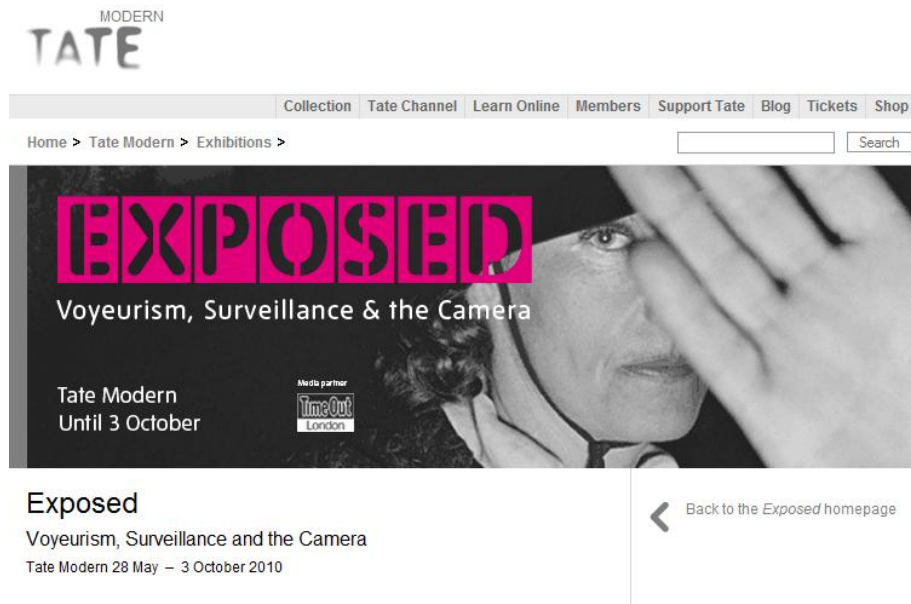 MODERN
TATE
Collection Tate Channel Learn Online Members Support Tate Blog Tickets Shop
Home > Tate Modern > Exhibitions >
Search
EXPOSED
Voyeurism, Surveillance & the Camera
Tate Modern
Until 3 October
Media partner
TimeOut
London
Exposed
Voyeurism, Surveillance and the Camera
Tate Modern 28 May – 3 October 2010
Back to the Exposed homepage